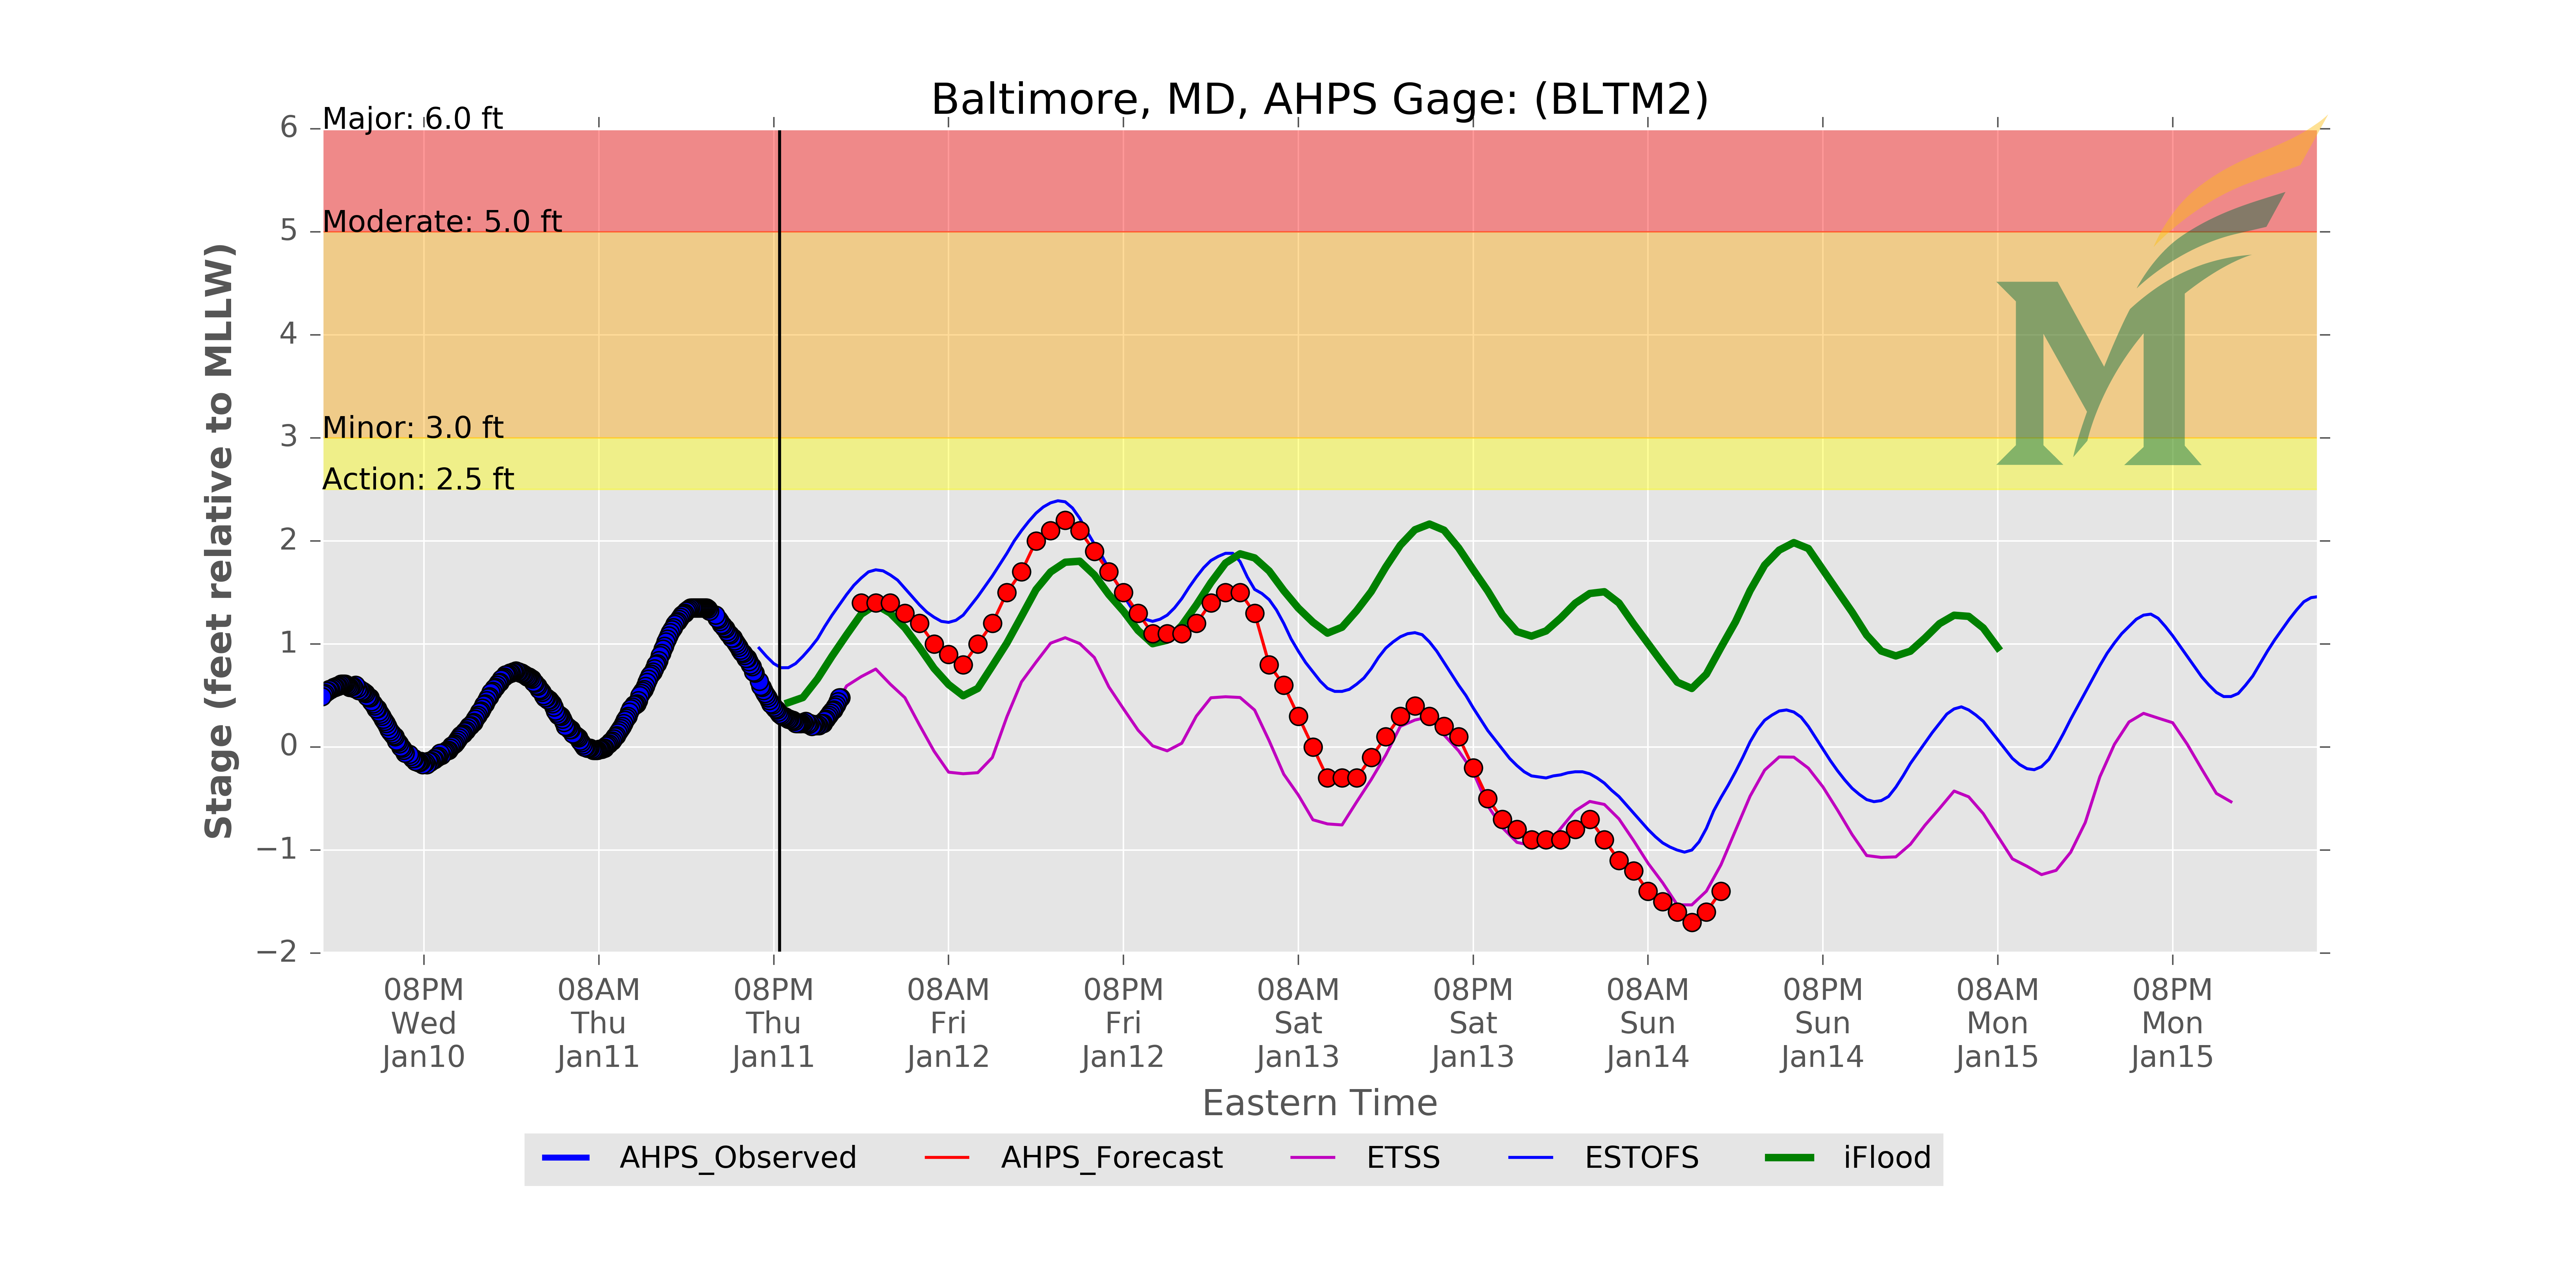 Baltimore, MD, AHPS Gage: (BLTM2)
Major: 6.0 ft
Moderate: 5.0 ft
Minor: 3.0 ft
Action: 2.5 ft
6
5
4
3
2
1
0
−1
−2
Stage (feet relative to MLLW)
08PM 08AM 08PM 08AM 08PM 08AM 08PM 08AM 08PM 08AM 08PM
Wed Thu Thu Fri Fri Sat Sat Sun Sun Mon Mon
Jan10 Jan11 Jan11 Jan12 Jan12 Jan13 Jan13 Jan14 Jan14 Jan15 Jan15
Eastern Time
AHPS_Observed AHPS_Forecast ETSS ESTOFS iFlood
M